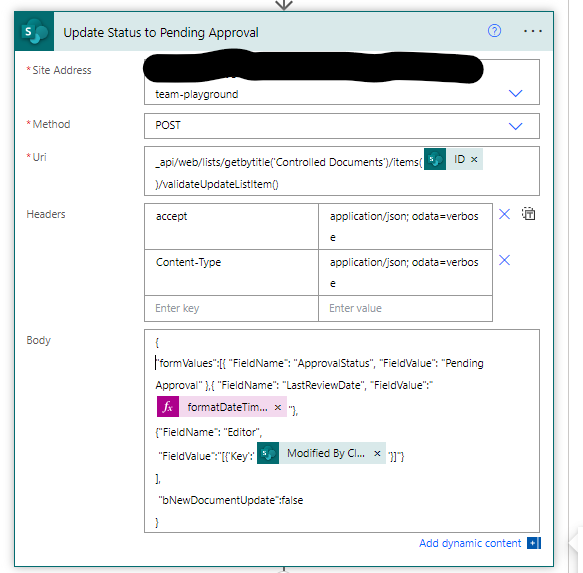 Update Status to Pending Approval
* Site Address
team-playground
* Method
POST
* Uri
_api/web/lists/getbytitle('Controlled Documents')/items( ID ×
)/validateUpdateListItem()
Headers
accept
application/json; odata=verbos
e
Content-Type
application/json; odata=verbos
e
Enter key
Enter value
Body
{
"formValues":[{ "FieldName": "ApprovalStatus", "FieldValue": "Pending
Approval" },{ "FieldName": "LastReviewDate", "FieldValue":"
fx formatDateTim... × "},
{"FieldName": "Editor",
"FieldValue":"[{'Key':' Modified By Cl... × '}]"}
],
"bNewDocumentUpdate":false
}
Add dynamic content